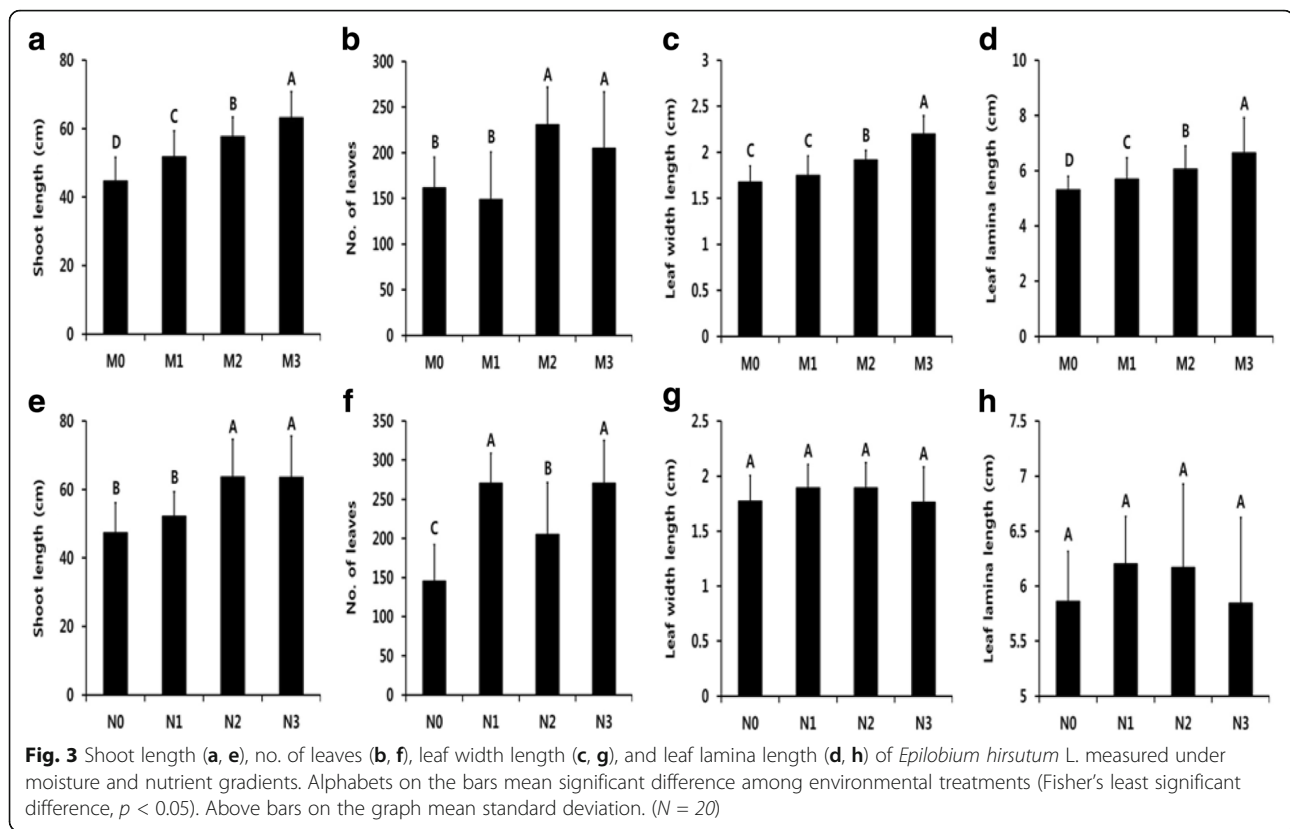 a
80
60
40
20
0
Shoot length (cm)
D
C
B
A
M0 M1 M2 M3
b
300
250
200
150
100
50
0
No. of leaves
B
B
A
A
M0 M1 M2 M3
c
3
2.5
2
1.5
1
0.5
0
Leaf width length (cm)
C
C
B
A
M0 M1 M2 M3
d
10
8
6
4
2
0
Leaf lamina length (cm)
D
C
B
A
M0 M1 M2 M3
e
80
60
40
20
0
Shoot length (cm)
B
B
A
A
N0 N1 N2 N3
f
350
300
250
200
150
100
50
0
No. of leaves
C
A
B
A
N0 N1 N2 N3
g
2.5
2
1.5
1
0.5
0
Leaf width length (cm)
A
A
A
A
N0 N1 N2 N3
h
7.5
7
6.5
6
5.5
5
Leaf lamina length (cm)
A
A
A
A
N0 N1 N2 N3
Fig. 3 Shoot length (a, e), no. of leaves (b, f), leaf width length (c, g), and leaf lamina length (d, h) of Epilobium hirsutum L. measured under
moisture and nutrient gradients. Alphabets on the bars mean significant difference among environmental treatments (Fisher's least significant
difference, p < 0.05). Above bars on the graph mean standard deviation. (N = 20)